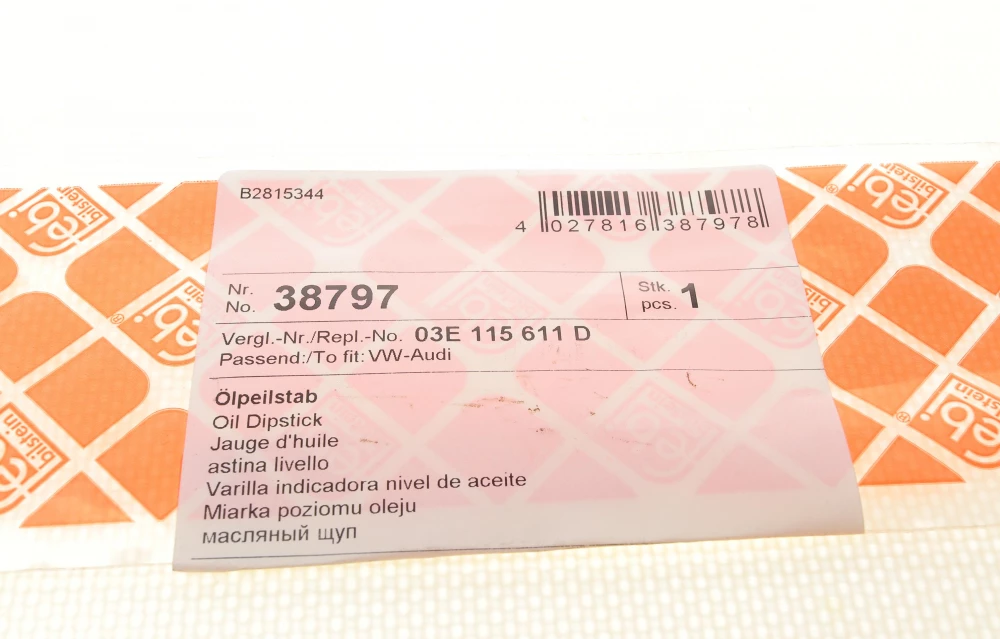 B2815344
4 027816 387978
Nr.
No. 38797
Stk.
pcs. 1
Vergl.-Nr./Repl.-No. 03E 115 611 D
Passend:/To fit: VW-Audi
Ölpeilstab
Oil Dipstick
Jauge d'huile
astina livello
Varilla indicadora nivel de aceite
Miarka poziomu oleju
масляный щуп
febi
bilstein
febi
bilstein